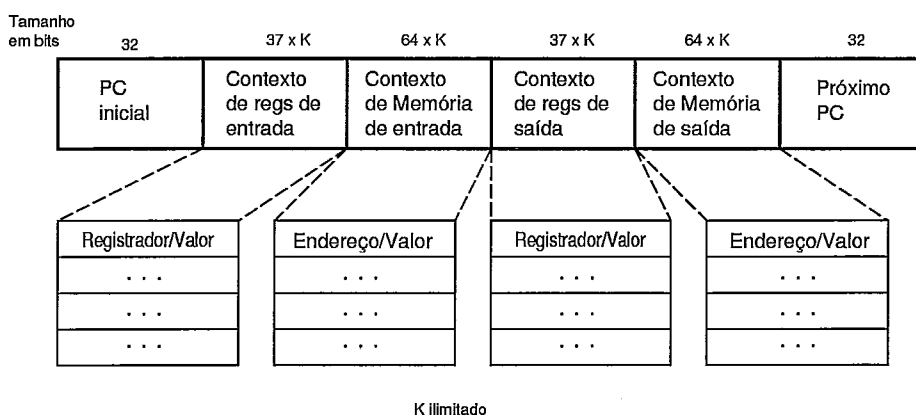 Tamanho
em bits
32
37 x K
64 x K
37 x K
64 x K
32
PC
inicial
Contexto
de regs de
entrada
Contexto
de Memória
de entrada
Contexto
de regs de
saída
Contexto
de Memória
de saída
Próximo
PC
Registrador/Valor
. . .
. . .
. . .
Endereço/Valor
. . .
. . .
. . .
Registrador/Valor
. . .
. . .
. . .
Endereço/Valor
. . .
. . .
. . .
K ilimitado